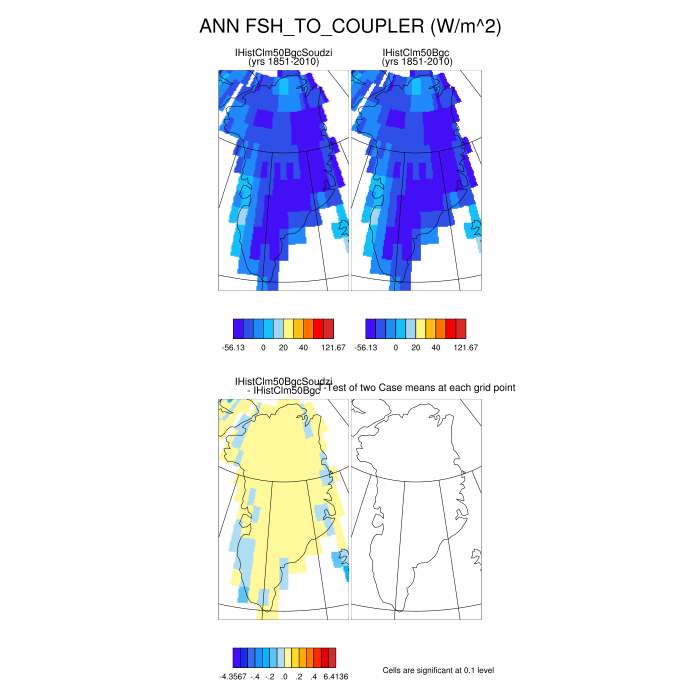 ANN FSH_TO_COUPLER (W/m^2)
IHistClm50BgcSoudzi
(yrs 1851-2010)
IHistClm50Bgc
(yrs 1851-2010)
-56.13 0 20 40 121.67
-56.13 0 20 40 121.67
IHistClm50BgcSoudzi
- IHistClm50Bgc
T-Test of two Case means at each grid point
-4.3567 -.4 -.2 .0 .2 .4 6.4136
Cells are significant at 0.1 level